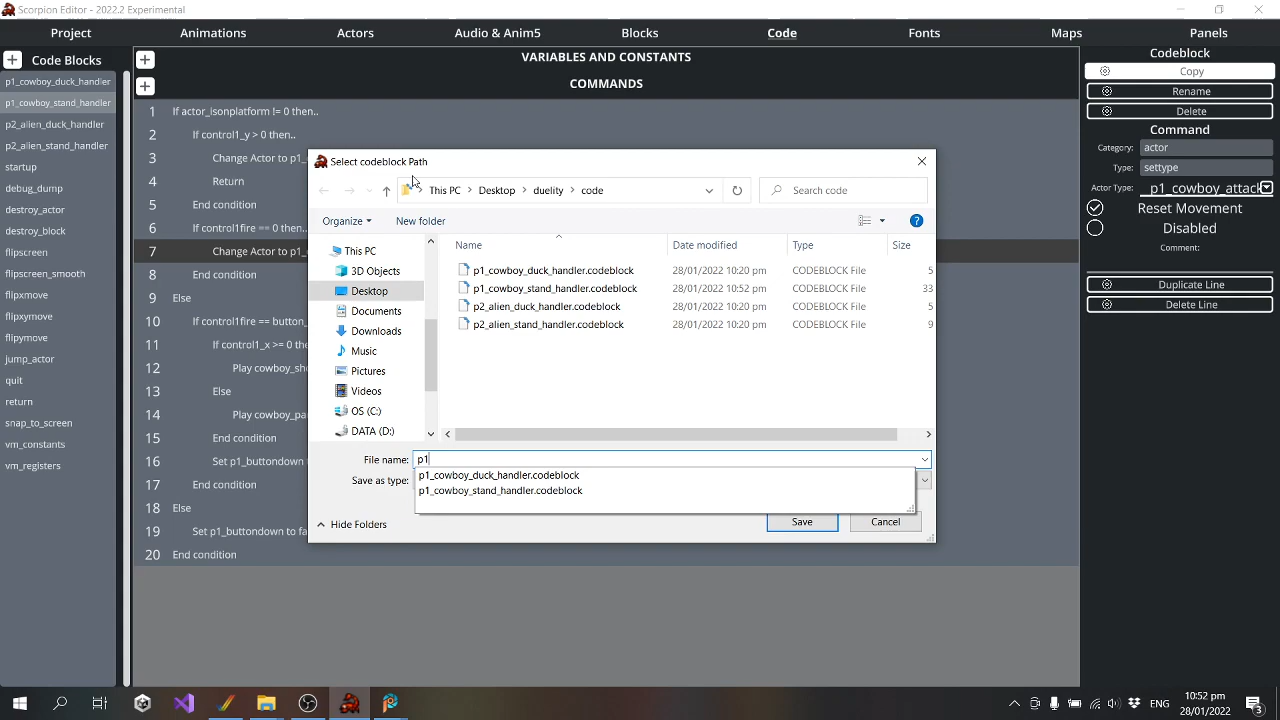 Scorpion Editor - 2022.2 Experimental
Project
Animations
Actors
Audio & Anim5
Blocks
Code
Fonts
Maps
Panels
Code Blocks
p1_cowboy_duck_handler
p1_cowboy_stand_handler
p2_alien_duck_handler
p2_alien_stand_handler
startup
debug_dump
destroy_actor
destroy_block
flipscreen
flipscreen_smooth
flipxmove
flipxymove
flipymove
jump_actor
quit
return
snap_to_screen
vm_constants
vm_registers
VARIABLES AND CONSTANTS
COMMANDS
1 If actor_isonplatform != 0 then..
2 If control1_y > 0 then..
3 Change Actor to p1_
4 Return
5 End condition
6 If control1fire == 0 then..
7 Change Actor to p1_
8 End condition
9 Else
10 If control1fire == button_
11 If control1_x >= 0 the
12 Play cowboy_sh
13 Else
14 Play cowboy_pa
15 End condition
16 Set p1_buttondown t
17 End condition
18 Else
19 Set p1_buttondown to fa
20 End condition
Select codeblock Path
This PC > Desktop > duelity > code
Search code
Organize
New folder
This PC
3D Objects
Desktop
Documents
Downloads
Music
Pictures
Videos
OS (C:)
DATA (D:)
Name Date modified Type Size
p1_cowboy_duck_handler.codeblock 28/01/2022 10:20 pm CODEBLOCK File 5
p1_cowboy_stand_handler.codeblock 28/01/2022 10:52 pm CODEBLOCK File 33
p2_alien_duck_handler.codeblock 28/01/2022 10:20 pm CODEBLOCK File 5
p2_alien_stand_handler.codeblock 28/01/2022 10:20 pm CODEBLOCK File 9
File name: p1
p1_cowboy_duck_handler.codeblock
p1_cowboy_stand_handler.codeblock
Save as type:
Hide Folders
Save
Cancel
Codeblock
Copy
Rename
Delete
Command
Category: actor
Type: settype
Actor Type: p1_cowboy_attack
Reset Movement
Disabled
Comment:
Duplicate Line
Delete Line
ENG
10:52 pm
28/01/2022
3